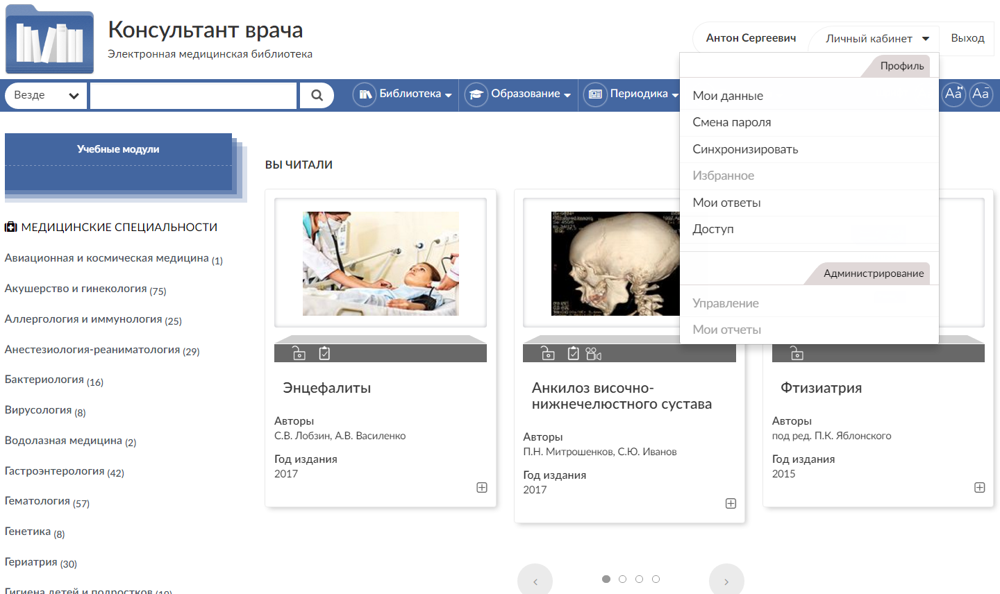 Консультант врача
Электронная медицинская библиотека
Антон Сергеевич
Личный кабинет
Выход
Везде
Библиотека
Образование
Периодика
Аа
Аа
Профиль
Мои данные
Смена пароля
Синхронизировать
Избранное
Мои ответы
Доступ
Администрирование
Управление
Мои отчеты
Учебные модули
МЕДИЦИНСКИЕ СПЕЦИАЛЬНОСТИ
Авиационная и космическая медицина (1)
Акушерство и гинекология (75)
Аллергология и иммунология (25)
Анестезиология-реаниматология (29)
Бактериология (16)
Вирусология (8)
Водолазная медицина (2)
Гастроэнтерология (42)
Гематология (57)
Генетика (8)
Гериатрия (30)
Гигиена детей и подростков (19)
ВЫ ЧИТАЛИ
Энцефалиты
Авторы
С.В. Лобзин, А.В. Василенко
Год издания
2017
Анкилоз височно-
нижнечелюстного сустава
Авторы
П.Н. Митрошенков, С.Ю. Иванов
Год издания
2017
Фтизиатрия
Авторы
под ред. П.К. Яблонского
Год издания
2015